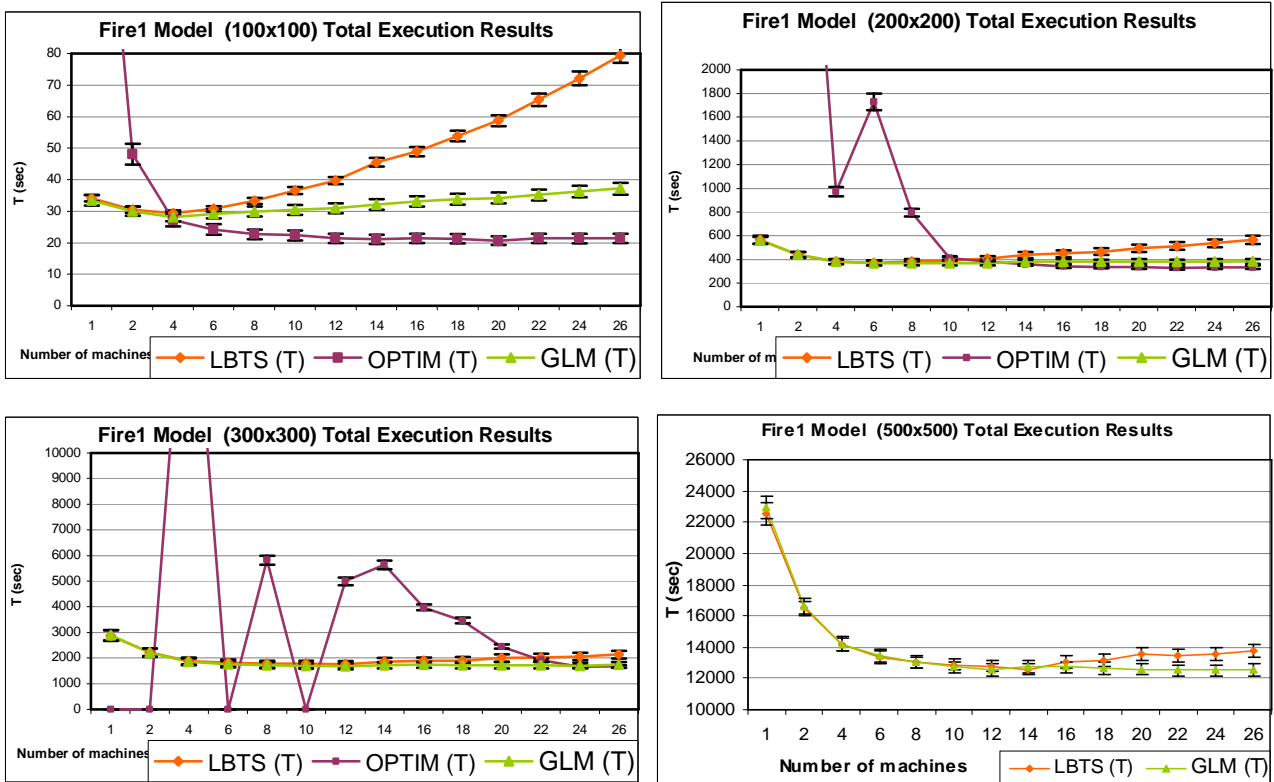 Fire1 Model (100x100) Total Execution Results
80
70
60
50
40
30
20
10
0
T (sec)
1 2 4 6 8 10 12 14 16 18 20 22 24 26
Number of machines
LBTS (T) OPTIM (T) GLM (T)
Fire1 Model (200x200) Total Execution Results
2000
1800
1600
1400
1200
1000
800
600
400
200
0
T (sec)
1 2 4 6 8 10 12 14 16 18 20 22 24 26
Number of m
LBTS (T) OPTIM (T) GLM (T)
Fire1 Model (300x300) Total Execution Results
10000
9000
8000
7000
6000
5000
4000
3000
2000
1000
0
T (sec)
1 2 4 6 8 10 12 14 16 18 20 22 24 26
Number of machines
LBTS (T) OPTIM (T) GLM (T)
Fire1 Model (500x500) Total Execution Results
26000
24000
22000
20000
18000
16000
14000
12000
10000
T (sec)
1 2 4 6 8 10 12 14 16 18 20 22 24 26
Number of machines
LBTS (T) GLM (T)